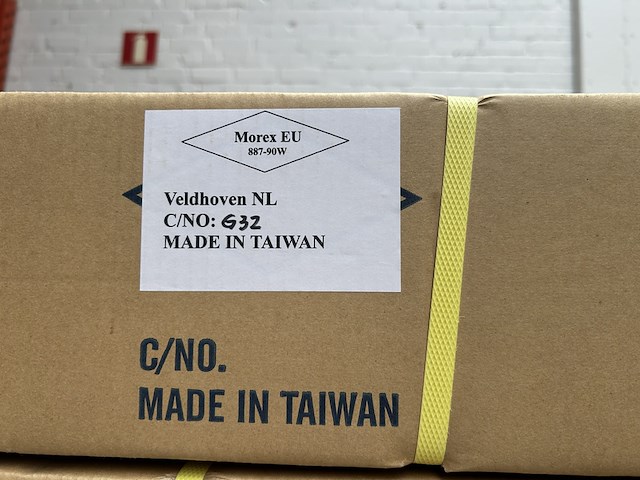 Morex EU
887-90W
Veldhoven NL
C/NO: G32
MADE IN TAIWAN
C/NO.
MADE IN TAIWAN